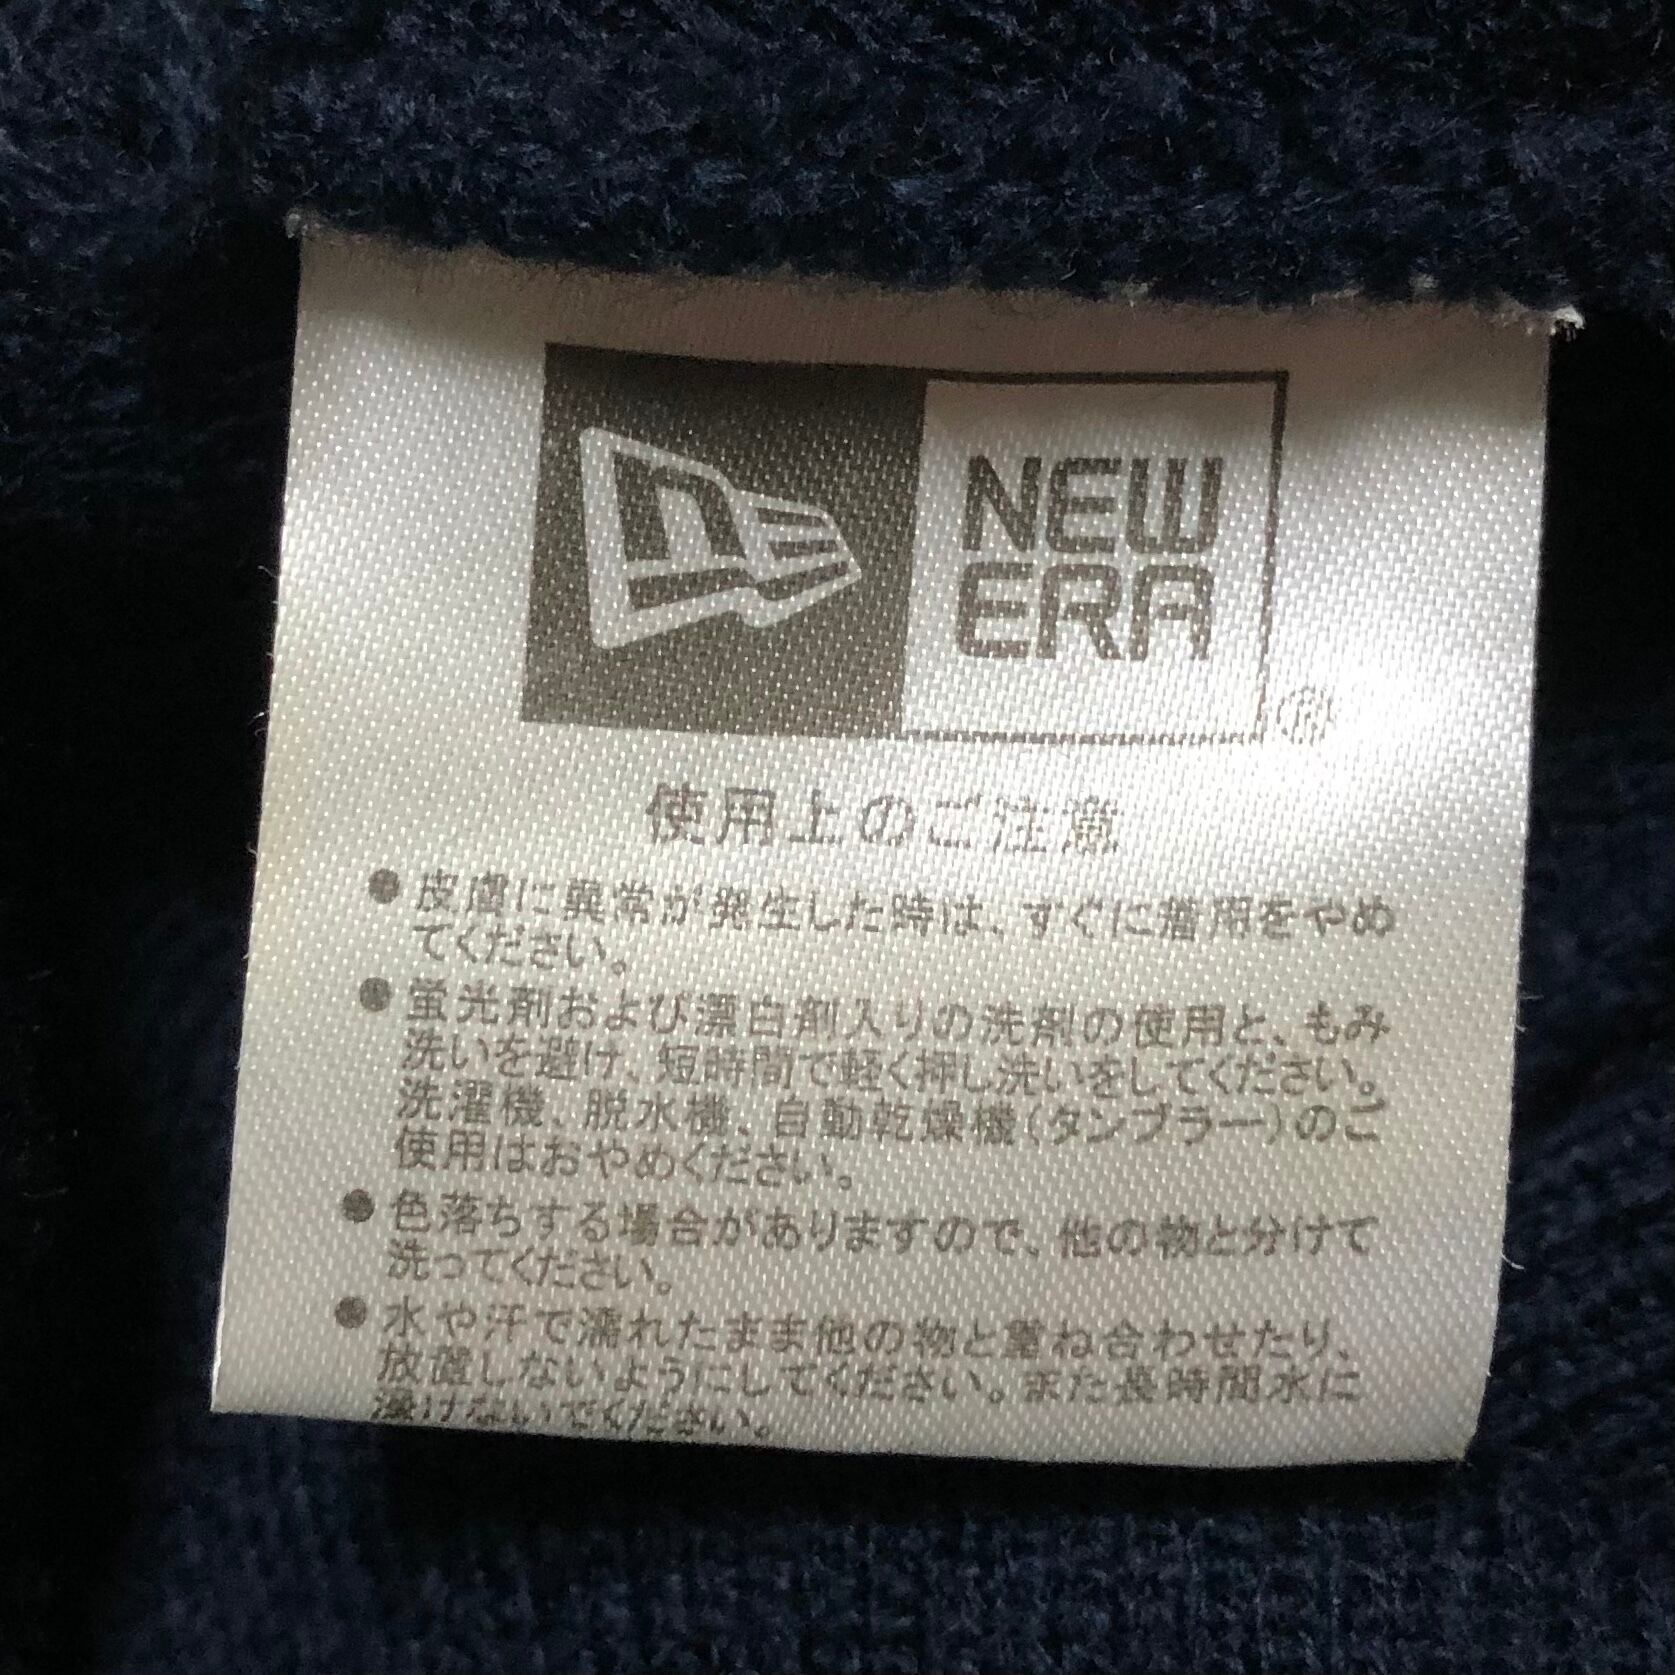 ne
NEW
ERA
®
使用上のご注意
●皮膚に異常が発生した時は、すぐに着用をやめ
てください。
●蛍光剤および漂白剤入りの洗剤の使用と、もみ
洗いを避け、短時間で軽く押し洗いをしてください。
洗濯機、脱水機、自動乾燥機(タンブラー)のご
使用はおやめください。
●色落ちする場合がありますので、他の物と分けて
洗ってください。
●水や汗で濡れたまま他の物と重ね合わせたり、
放置しないようにしてください。また長時間水に
浸けないでください。